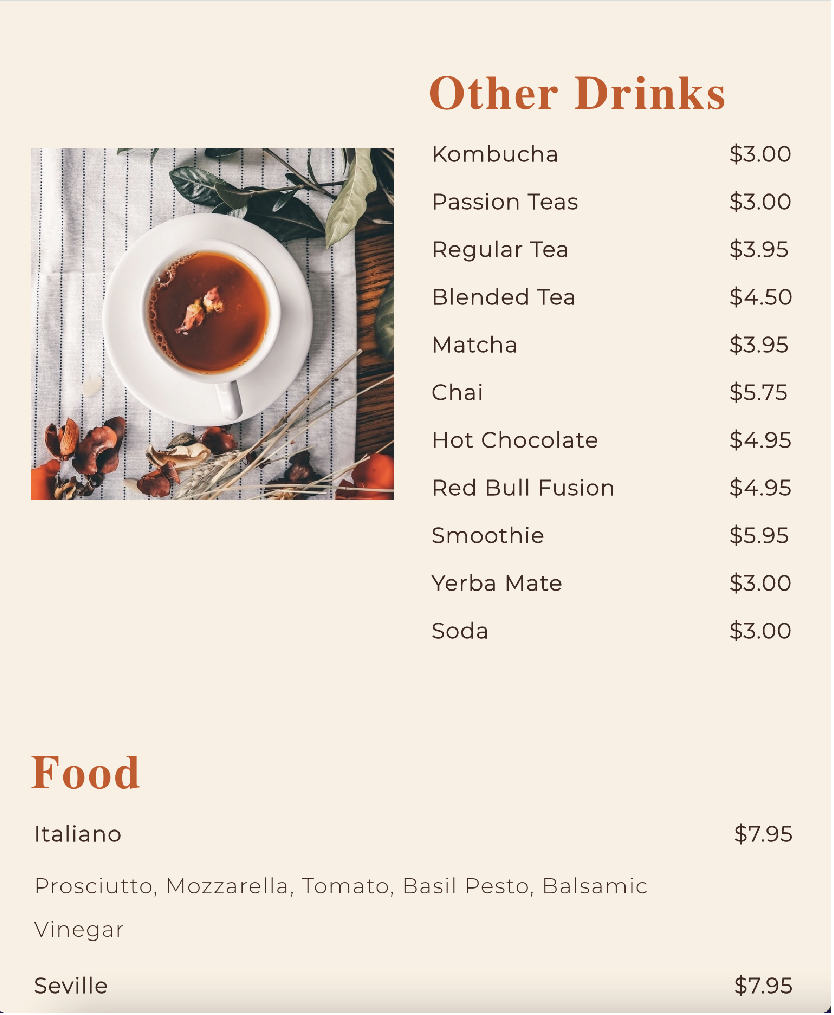 Other Drinks
Kombucha $3.00
Passion Teas $3.00
Regular Tea $3.95
Blended Tea $4.50
Matcha $3.95
Chai $5.75
Hot Chocolate $4.95
Red Bull Fusion $4.95
Smoothie $5.95
Yerba Mate $3.00
Soda $3.00
Food
Italiano $7.95
Prosciutto, Mozzarella, Tomato, Basil Pesto, Balsamic
Vinegar
Seville $7.95